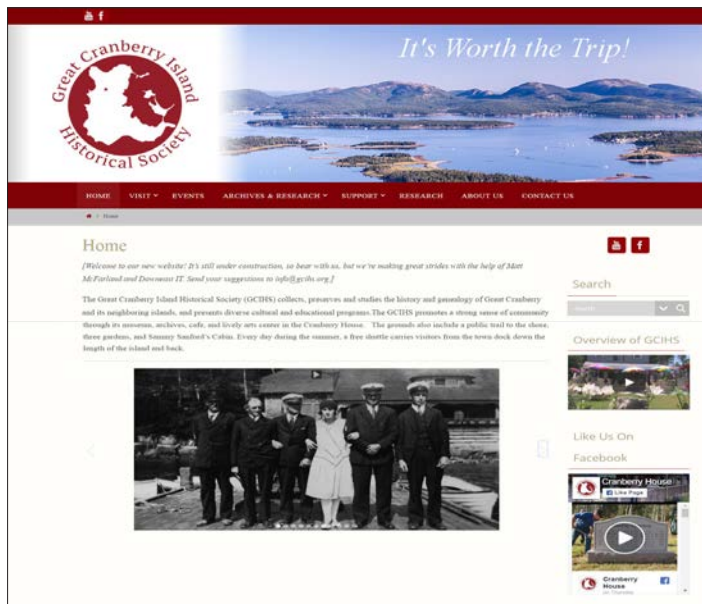 You Tube f
It's Worth the Trip!
Great Cranberry Island
Historical Society
HOME VISIT EVENTS ARCHIVES & RESEARCH SUPPORT RESEARCH ABOUT US CONTACT US
Home
Home
[Welcome to our new website! It's still under construction, so bear with us, but we're making great strides with the help of Matt
McFarland and Downeast IT. Send your suggestions to info@gcihs.org.]
The Great Cranberry Island Historical Society (GCIHS) collects, preserves and studies the history and genealogy of Great Cranberry
and its neighboring islands, and presents diverse cultural and educational programs.The GCIHS promotes a strong sense of community
through its museum, archives, cafe, and lively arts center in the Cranberry House. The grounds also include a public trail to the shore,
three gardens, and Sammy Sanford's Cabin. Every day during the summer, a free shuttle carries visitors from the town dock down the
length of the island and back.
You Tube f
Search
Search
Overview of GCIHS
Like Us On
Facebook
Cranberry House
Like Page
Cranberry
House
on Thursday